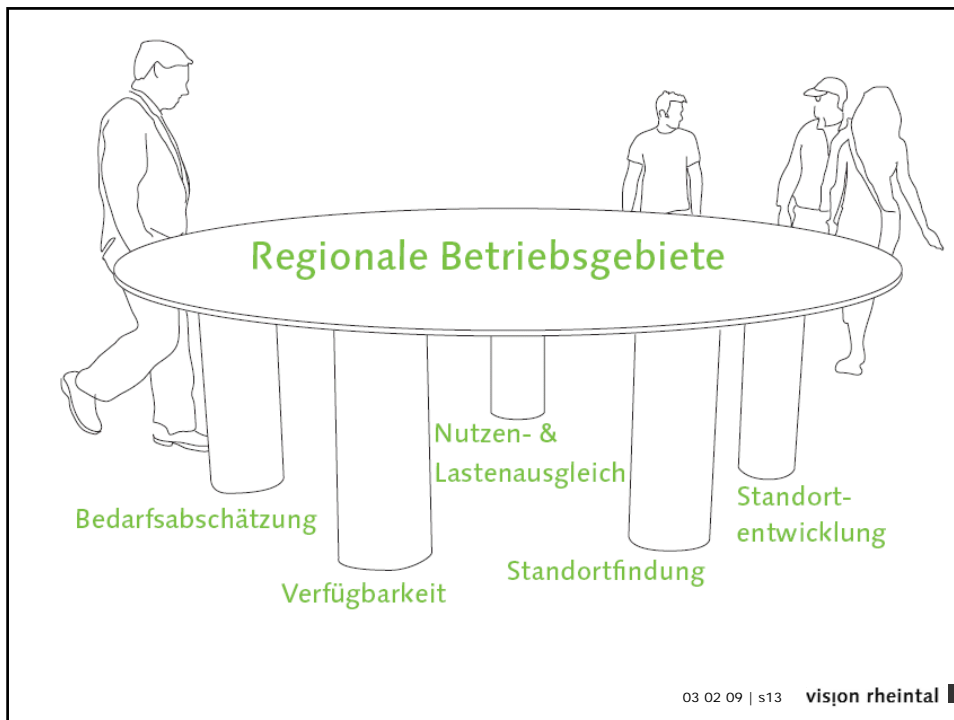 Regionale Betriebsgebiete
Nutzen- &
Lastenausgleich
Bedarfsabschätzung
Standort-
entwicklung
Verfügbarkeit
Standortfindung
03 02 09 | s13 vision rheintal